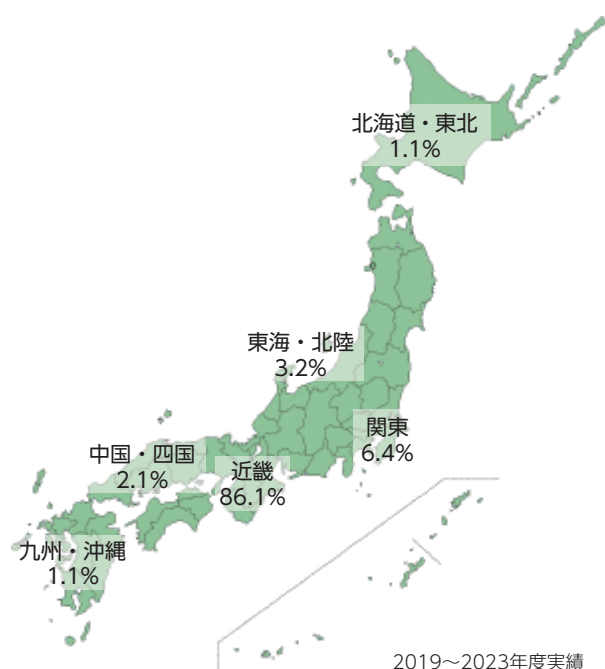 北海道・東北
1.1%
東海・北陸
3.2%
関東
6.4%
中国・四国
2.1%
近畿
86.1%
九州・沖縄
1.1%
2019～2023年度実績